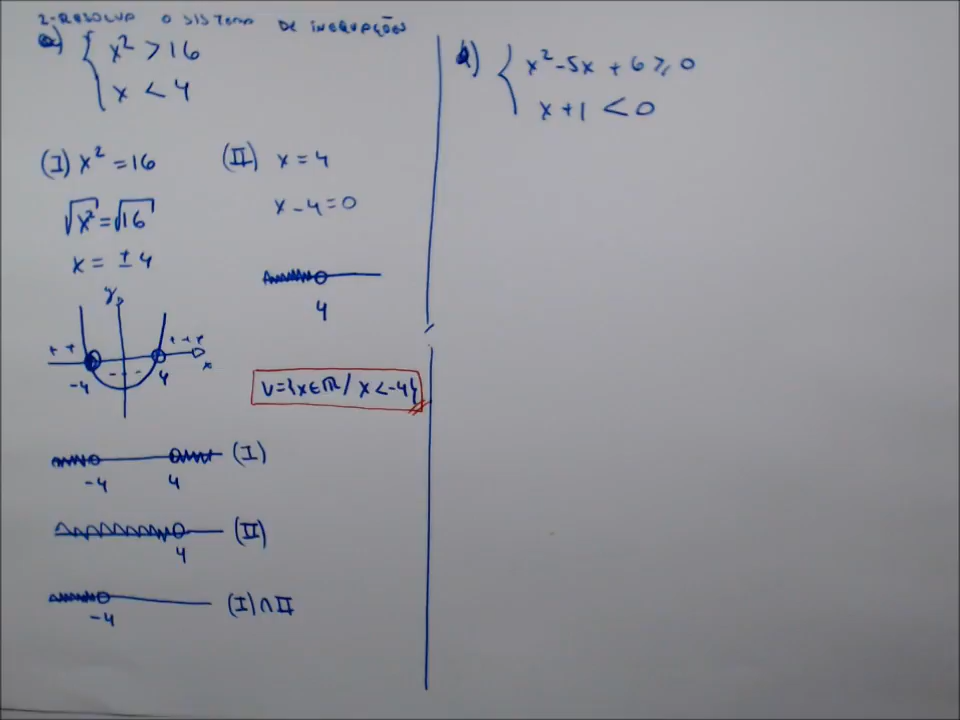 2-RESOLVA O SISTEMA DE INEQUAÇÕES
a) { x² > 16
x < 4
(I) x² = 16
√x² = √16
x = ± 4
y
+ + + + +
x
-4 - - - 4
(II) x = 4
x - 4 = 0
4
V = {x ∈ ℝ / x < -4}
(I)
-4 4
(II)
4
(I) ∩ II
-4
b) { x² - 5x + 6 ≥ 0
x + 1 < 0